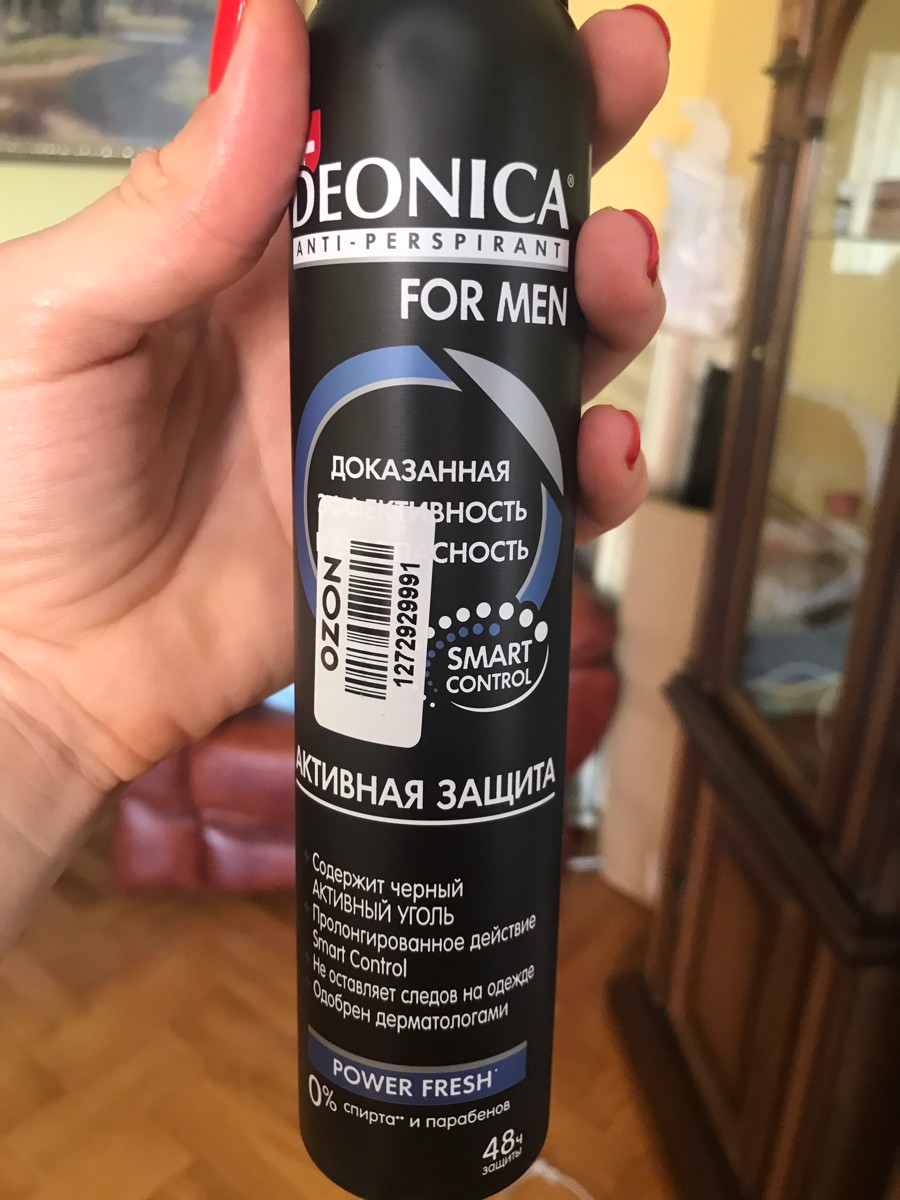 DEONICA®
ANTI-PERSPIRANT
FOR MEN
ДОКАЗАННАЯ
ЭФФЕКТИВНОСТЬ
OZON
1272929991
SMART
CONTROL
АКТИВНАЯ ЗАЩИТА
Содержит черный
АКТИВНЫЙ УГОЛЬ
Пролонгированное действие
Smart Control
Не оставляет следов на одежде
Одобрен дерматологами
POWER FRESH*
0% спирта** и парабенов
48ч
защиты